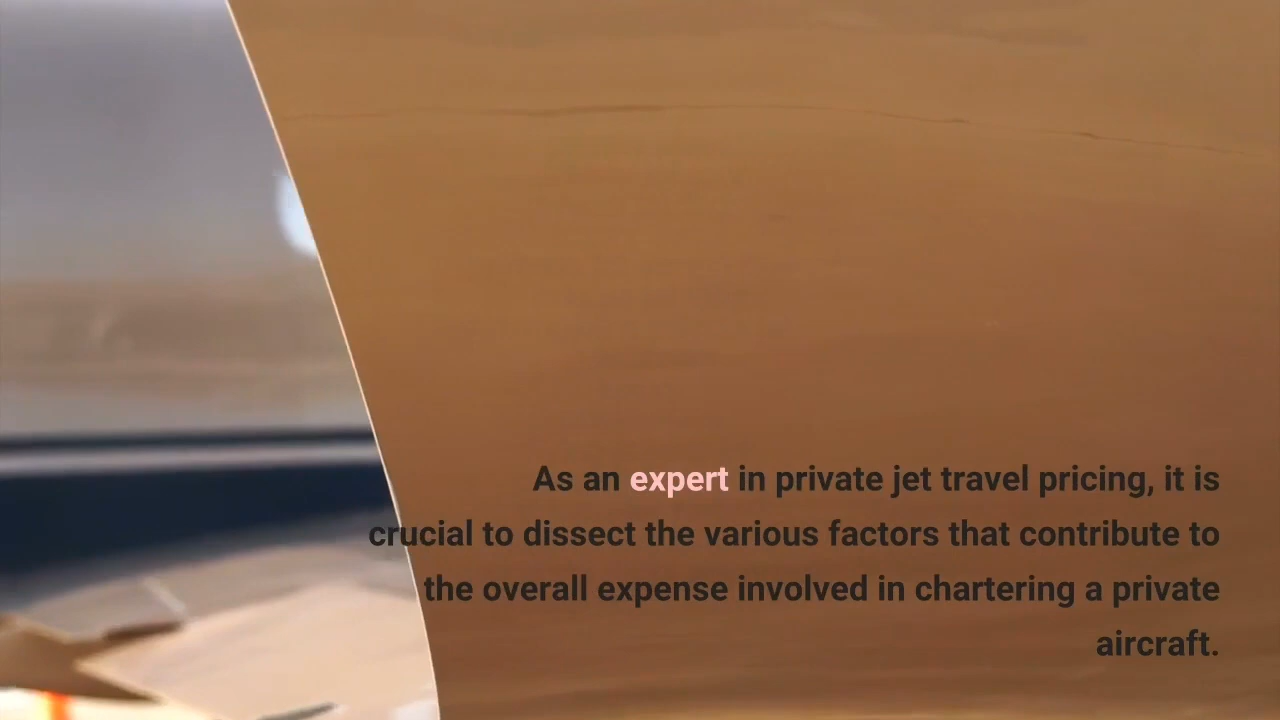 As an expert in private jet travel pricing, it is
crucial to dissect the various factors that contribute to
the overall expense involved in chartering a private
aircraft.